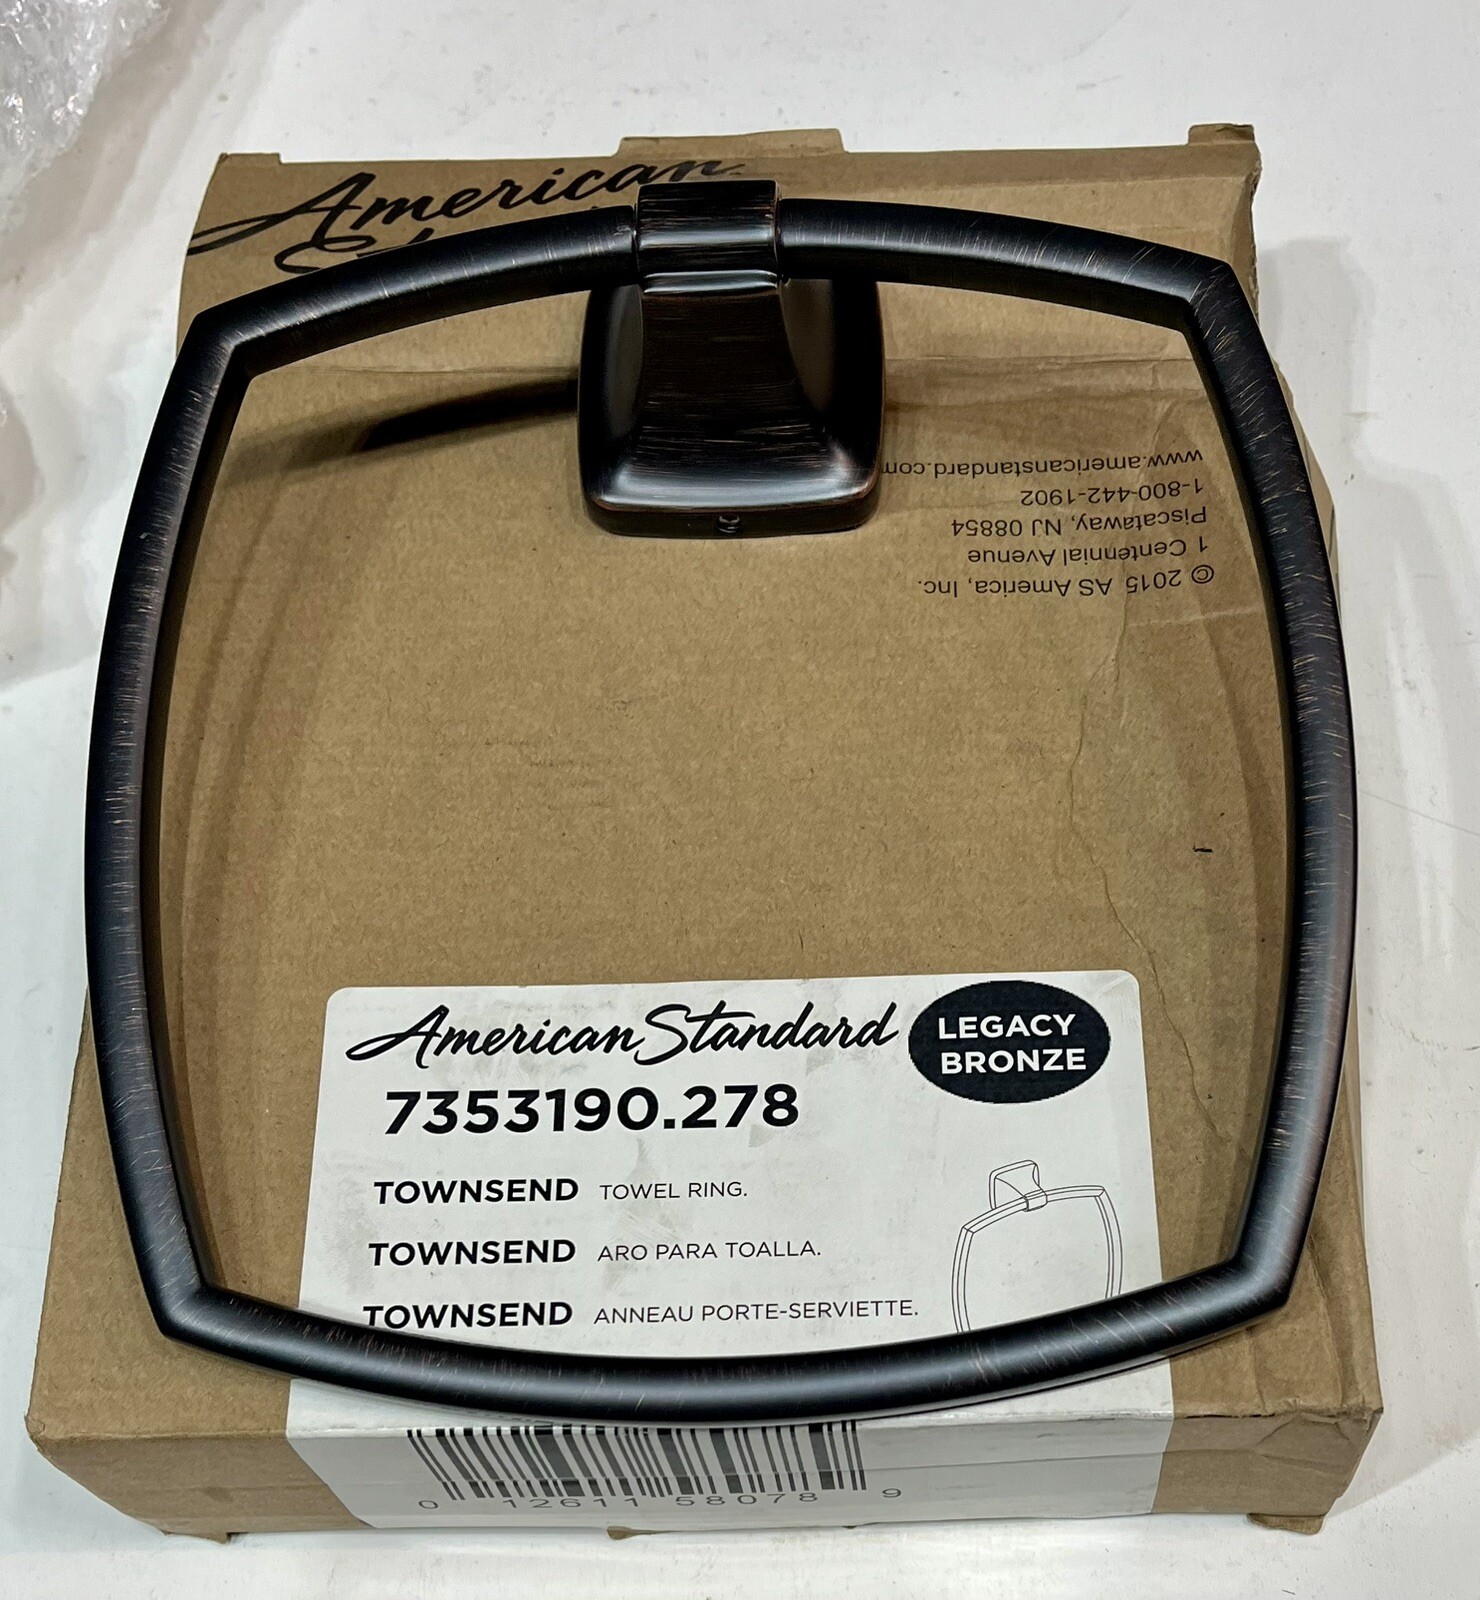 American
www.americanstandard.com
1-800-442-1902
Piscataway, NJ 08854
1 Centennial Avenue
© 2015 AS America, Inc.
American Standard
LEGACY
BRONZE
7353190.278
TOWNSEND TOWEL RING.
TOWNSEND ARO PARA TOALLA.
TOWNSEND ANNEAU PORTE-SERVIETTE.
0 12611 58078 9